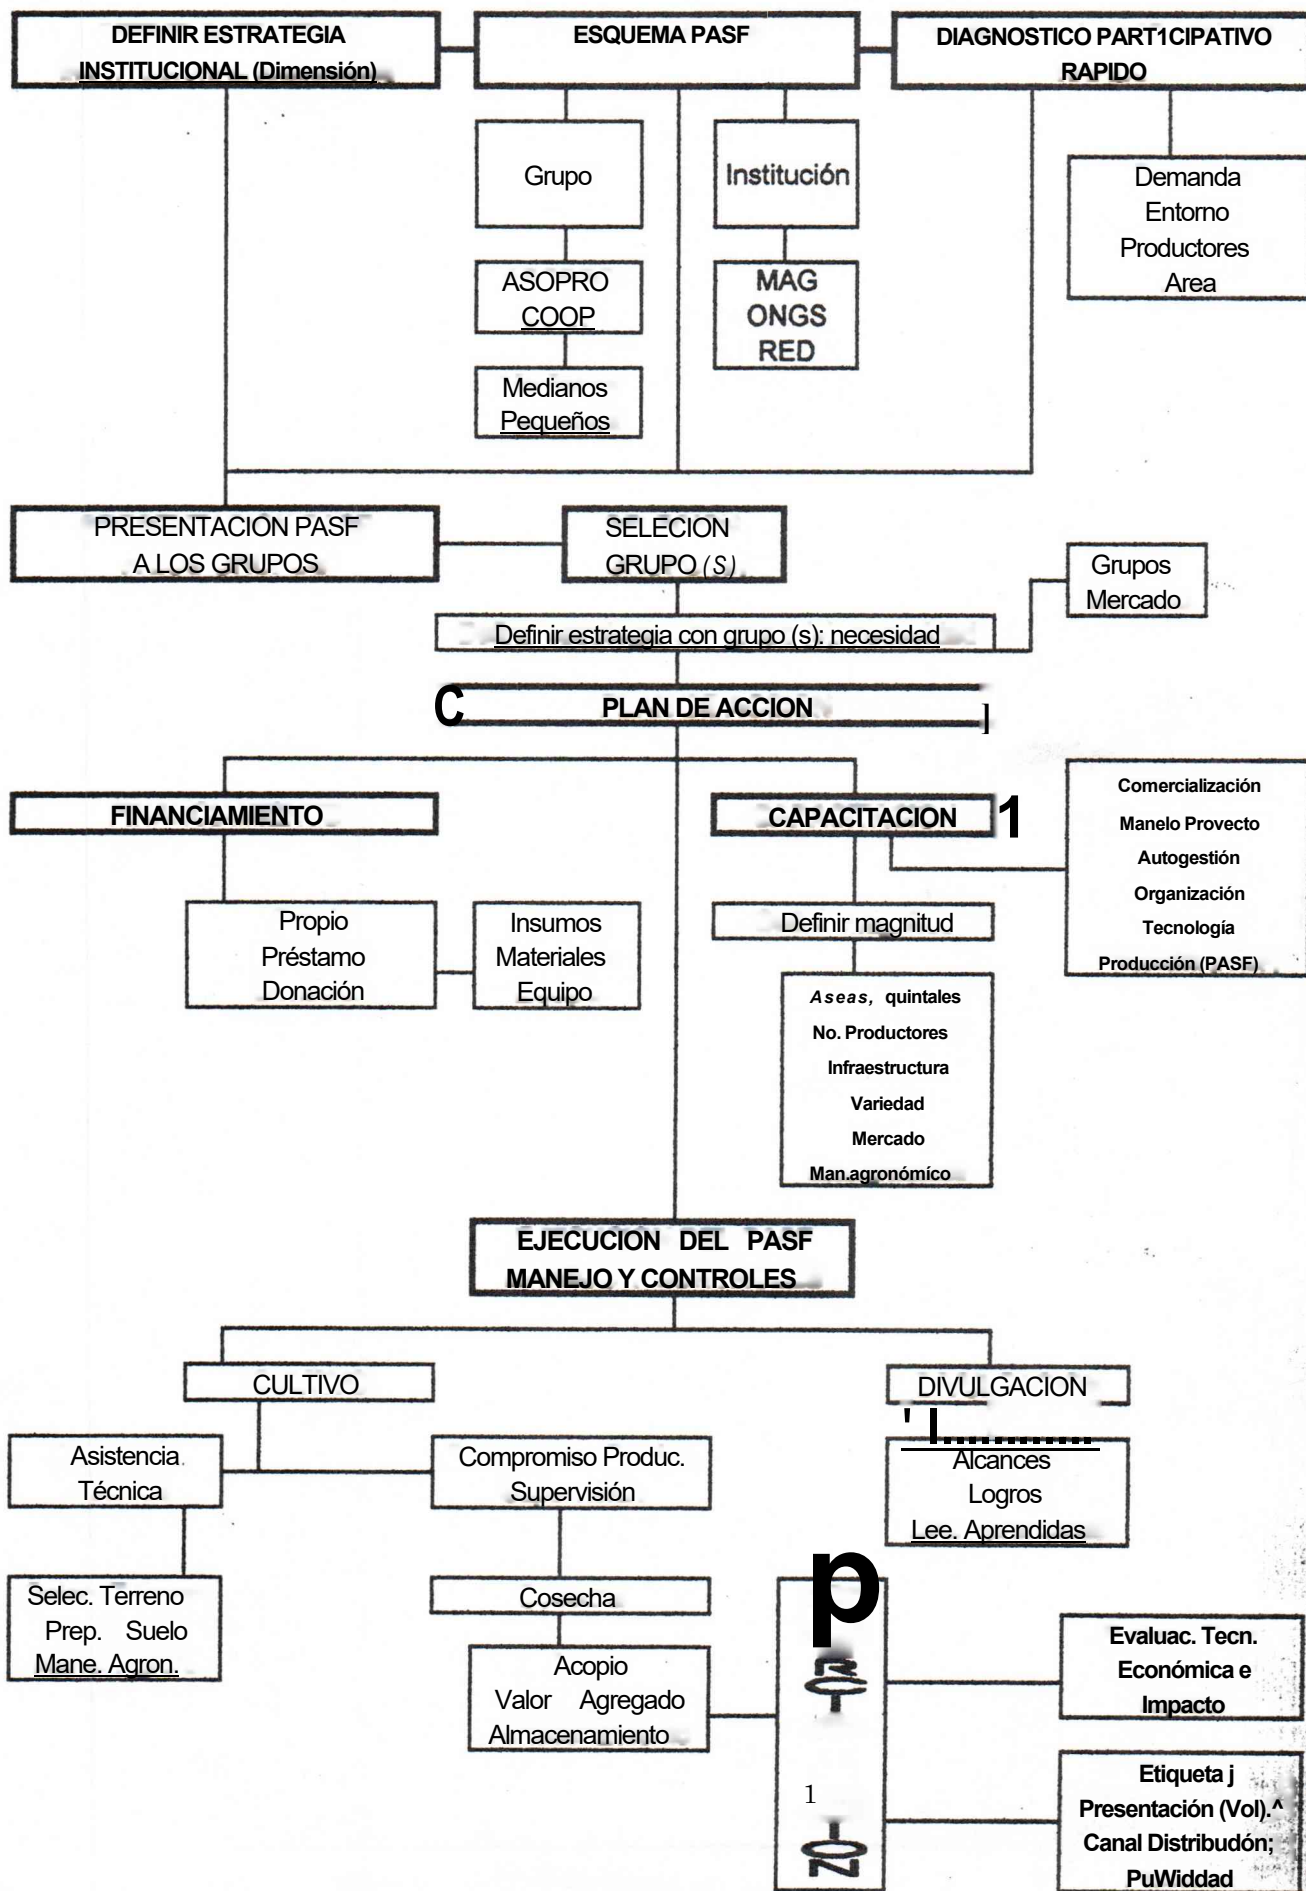 DEFINIR ESTRATEGIA
INSTITUCIONAL (Dimensión)
ESQUEMA PASF
DIAGNOSTICO PART1CIPATIVO
RAPIDO
Grupo
Institución
Demanda
Entorno
Productores
Area
ASOPRO
COOP
MAG
ONGS
RED
Medianos
Pequeños
PRESENTACION PASF
A LOS GRUPOS
SELECION
GRUPO (S)
Grupos
Mercado
Definir estrategia con grupo (s): necesidad
C PLAN DE ACCION ]
FINANCIAMIENTO
CAPACITACION 1
Comercialización
Manelo Provecto
Autogestión
Organización
Tecnología
Producción (PASF)
Propio
Préstamo
Donación
Insumos
Materiales
Equipo
Definir magnitud
Aseas, quintales
No. Productores
Infraestructura
Variedad
Mercado
Man.agronómíco
EJECUCION DEL PASF
MANEJO Y CONTROLES
CULTIVO
DIVULGACION
' I...........
Alcances
Logros
Lee. Aprendidas
Asistencia
Técnica
Compromiso Produc.
Supervisión
Selec. Terreno
Prep. Suelo
Mane. Agron.
Cosecha
Acopio
Valor Agregado
Almacenamiento
p
1
Evaluac. Tecn.
Económica e
Impacto
Etiqueta j
Presentación (Vol).^
Canal Distribudón;
PuWiddad